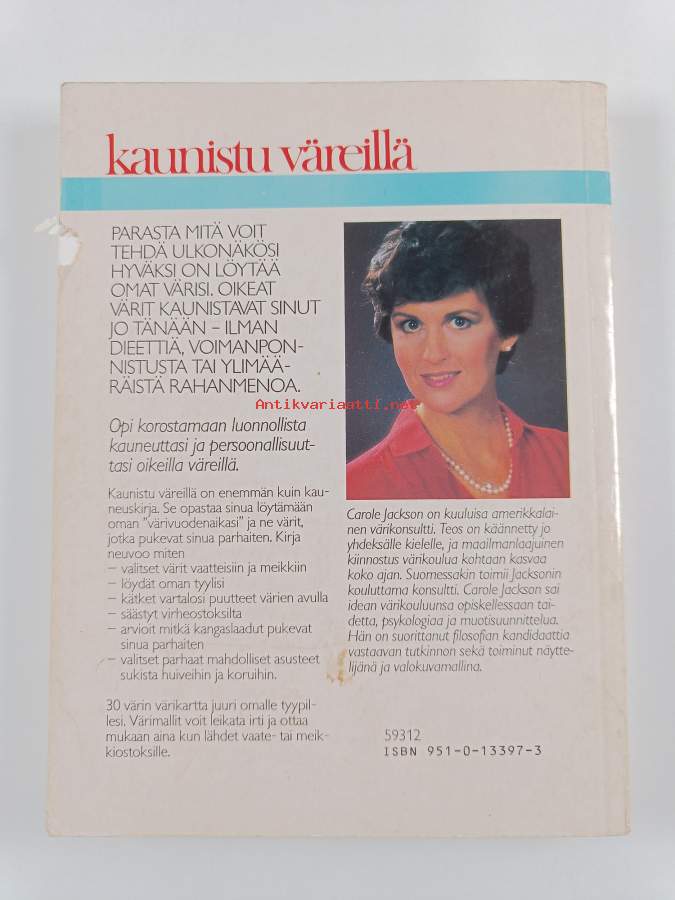 kaunistu väreillä
PARASTA MITÄ VOIT
TEHDÄ ULKONÄKÖSI
HYVÄKSI ON LÖYTÄÄ
OMAT VÄRISI. OIKEAT
VÄRIT KAUNISTAVAT SINUT
JO TÄNÄÄN – ILMAN
DIEETTIÄ, VOIMANPON-
NISTUSTA TAI YLIMÄÄ-
RÄISTÄ RAHANMENOA.
Opi korostamaan luonnollista
kauneuttasi ja persoonallisuut-
tasi oikeilla väreillä.
Kaunistu väreillä on enemmän kuin kau-
neuskirja. Se opastaa sinua löytämään
oman "värivuodenaikasi" ja ne värit,
jotka pukevat sinua parhaiten. Kirja
neuvoo miten
– valitset värit vaatteisiin ja meikkiin
– löydät oman tyylisi
– kätket vartalosi puutteet värien avulla
– säästyt virheostoksilta
– arvioit mitkä kangaslaadut pukevat
sinua parhaiten
– valitset parhaat mahdolliset asusteet
sukista huiveihin ja koruihin.
30 värin värikartta juuri omalle tyypil-
lesi. Värimallit voit leikata irti ja ottaa
mukaan aina kun lähdet vaate- tai meik-
kiostoksille.
Antikvariaatti.net
Carole Jackson on kuuluisa amerikkalai-
nen värikonsultti. Teos on käännetty jo
yhdeksälle kielelle, ja maailmanlaajuinen
kiinnostus värikoulua kohtaan kasvaa
koko ajan. Suomessakin toimii Jacksonin
kouluttama konsultti. Carole Jackson sai
idean värikouluunsa opiskellessaan tai-
detta, psykologiaa ja muotisuunnittelua.
Hän on suorittanut filosofian kandidaattia
vastaavan tutkinnon sekä toiminut näytte-
lijänä ja valokuvamallina.
59312
ISBN 951-0-13397-3